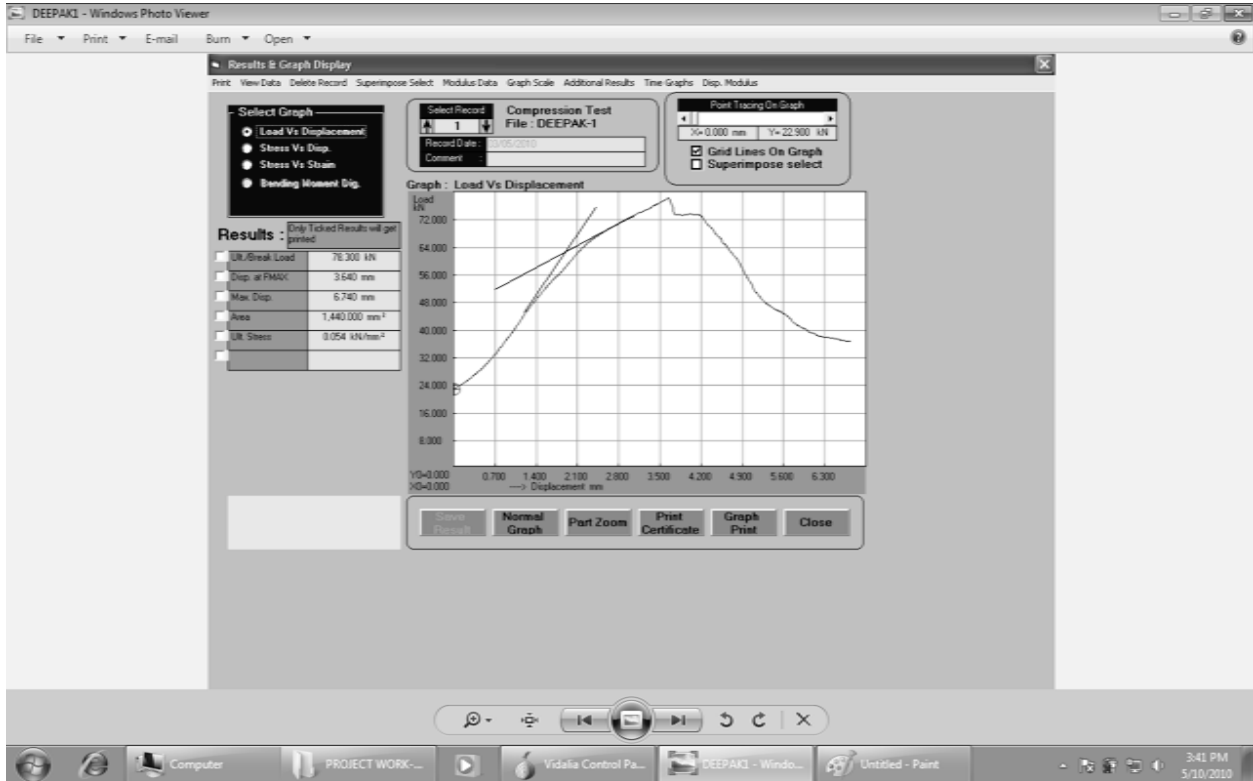 DEEPAK1 - Windows Photo Viewer
File Print E-mail Burn Open
Results & Graph Display
Print View Data Delete Record Superimpose Select Modulus Data Graph Scale Additional Results Time Graphs Disp. Modulus
Select Graph
Load Vs Displacement
Stress Vs Disp.
Stress Vs Strain
Bending Moment Dig.
Select Record
1
Compression Test
File : DEEPAK-1
Record Date : 03/05/2010
Comment :
Point Tracing On Graph
X= 0.000 mm Y= 22.900 kN
Grid Lines On Graph
Superimpose select
Results : Only Ticked Results will get
printed
Ult./Break Load 78.300 kN
Disp. at FMAX 3.640 mm
Max. Disp. 6.740 mm
Area 1,440.000 mm²
Ult. Stress 0.054 kN/mm²
Graph : Load Vs Displacement
Load
kN
72.000
64.000
56.000
48.000
40.000
32.000
24.000
16.000
8.000
Y0=0.000
X0=0.000
0.700 1.400 2.100 2.800 3.500 4.200 4.900 5.600 6.300
---> Displacement mm
Save
Result
Normal
Graph
Part Zoom
Print
Certificate
Graph
Print
Close
Computer
PROJECT WORK-...
Vidalia Control Pa...
DEEPAK1 - Windo...
Untitled - Paint
3:41 PM
5/10/2010